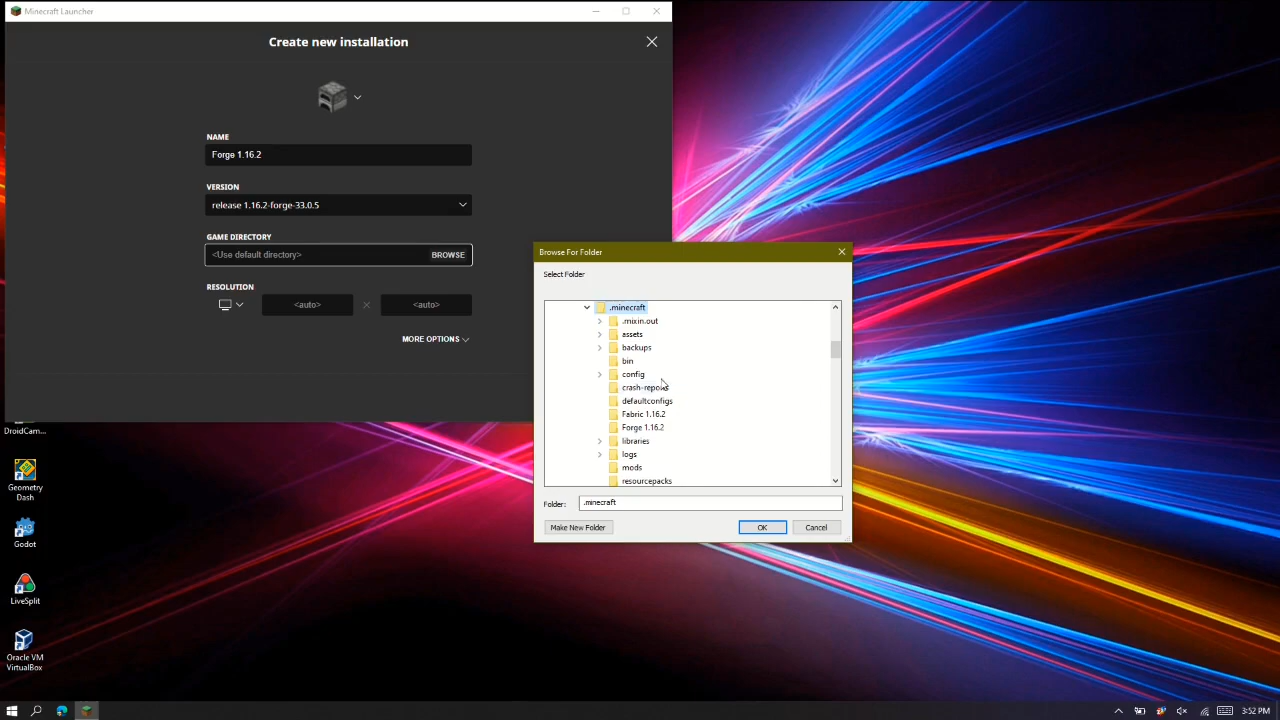 Minecraft Launcher
Create new installation
NAME
Forge 1.16.2
VERSION
release 1.16.2-forge-33.0.5
GAME DIRECTORY
<Use default directory>
BROWSE
RESOLUTION
<auto>
<auto>
MORE OPTIONS
Browse For Folder
Select Folder
.minecraft
.mixin.out
assets
backups
bin
config
crash-reports
defaultconfigs
Fabric 1.16.2
Forge 1.16.2
libraries
logs
mods
resourcepacks
Folder:
.minecraft
Make New Folder
OK
Cancel
DroidCam...
Geometry
Dash
Godot
LiveSplit
Oracle VM
VirtualBox
3:52 PM